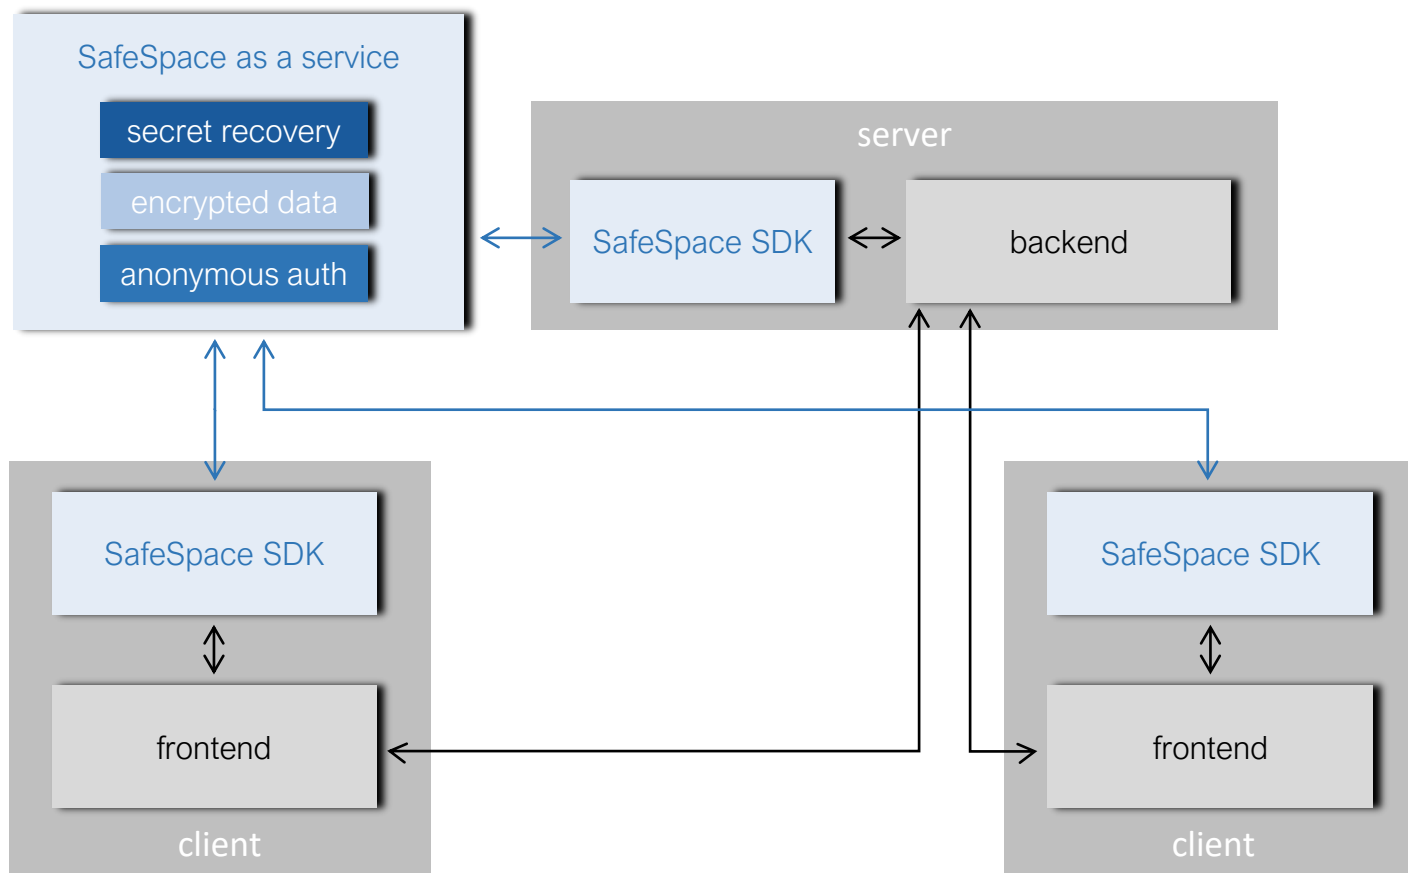 SafeSpace as a service
secret recovery
encrypted data
anonymous auth
server
SafeSpace SDK
backend
SafeSpace SDK
frontend
client
SafeSpace SDK
frontend
client